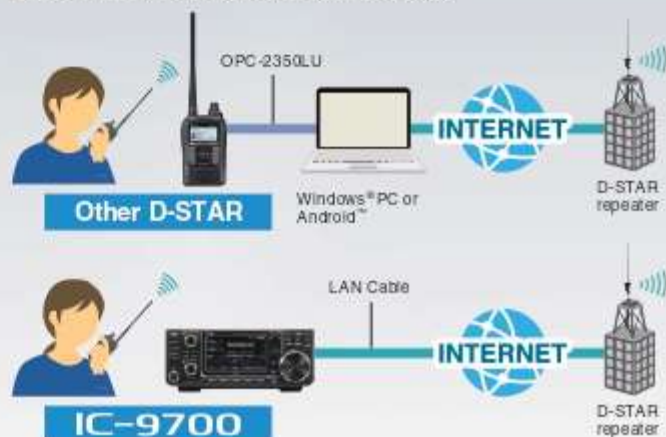 OPC-2350LU
INTERNET
Other D-STAR
Windows® PC or
Android™
D-STAR
repeater
LAN Cable
INTERNET
IC-9700
D-STAR
repeater